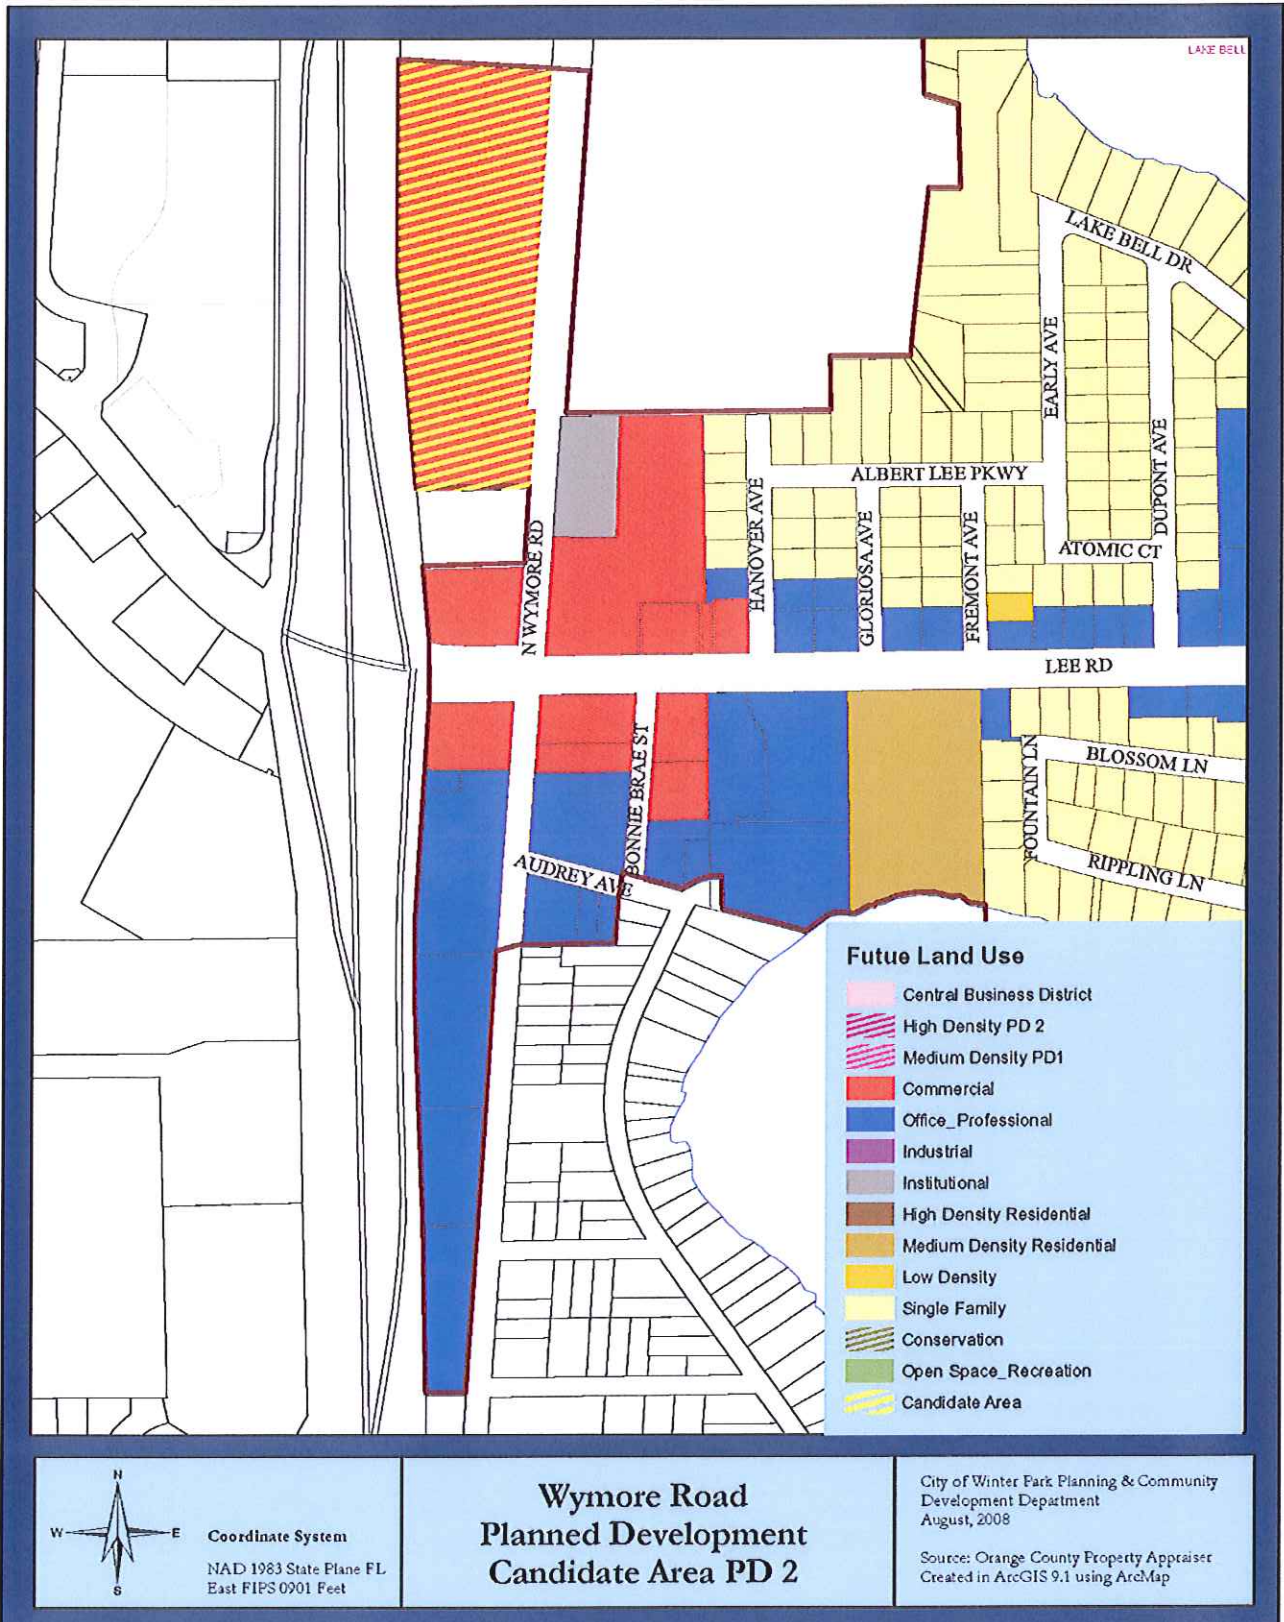 LAKE BELL
LAKE BELL DR
EARLY AVE
DUPONT AVE
ALBERT LEE PKWY
HANOVER AVE
GLORIOSA AVE
FREMONT AVE
ATOMIC CT
N WYMORE RD
LEE RD
BONNIE BRAE ST
FOUNTAIN LN
BLOSSOM LN
RIPPLING LN
AUDREY AVE
Futue Land Use
Central Business District
High Density PD 2
Medium Density PD1
Commercial
Office_Professional
Industrial
Institutional
High Density Residential
Medium Density Residential
Low Density
Single Family
Conservation
Open Space_Recreation
Candidate Area
N
W E
S
Coordinate System
NAD 1983 State Plane FL
East FIPS 0901 Feet
Wymore Road
Planned Development
Candidate Area PD 2
City of Winter Park Planning & Community
Development Department
August, 2008
Source: Orange County Property Appraiser
Created in ArcGIS 9.1 using ArcMap